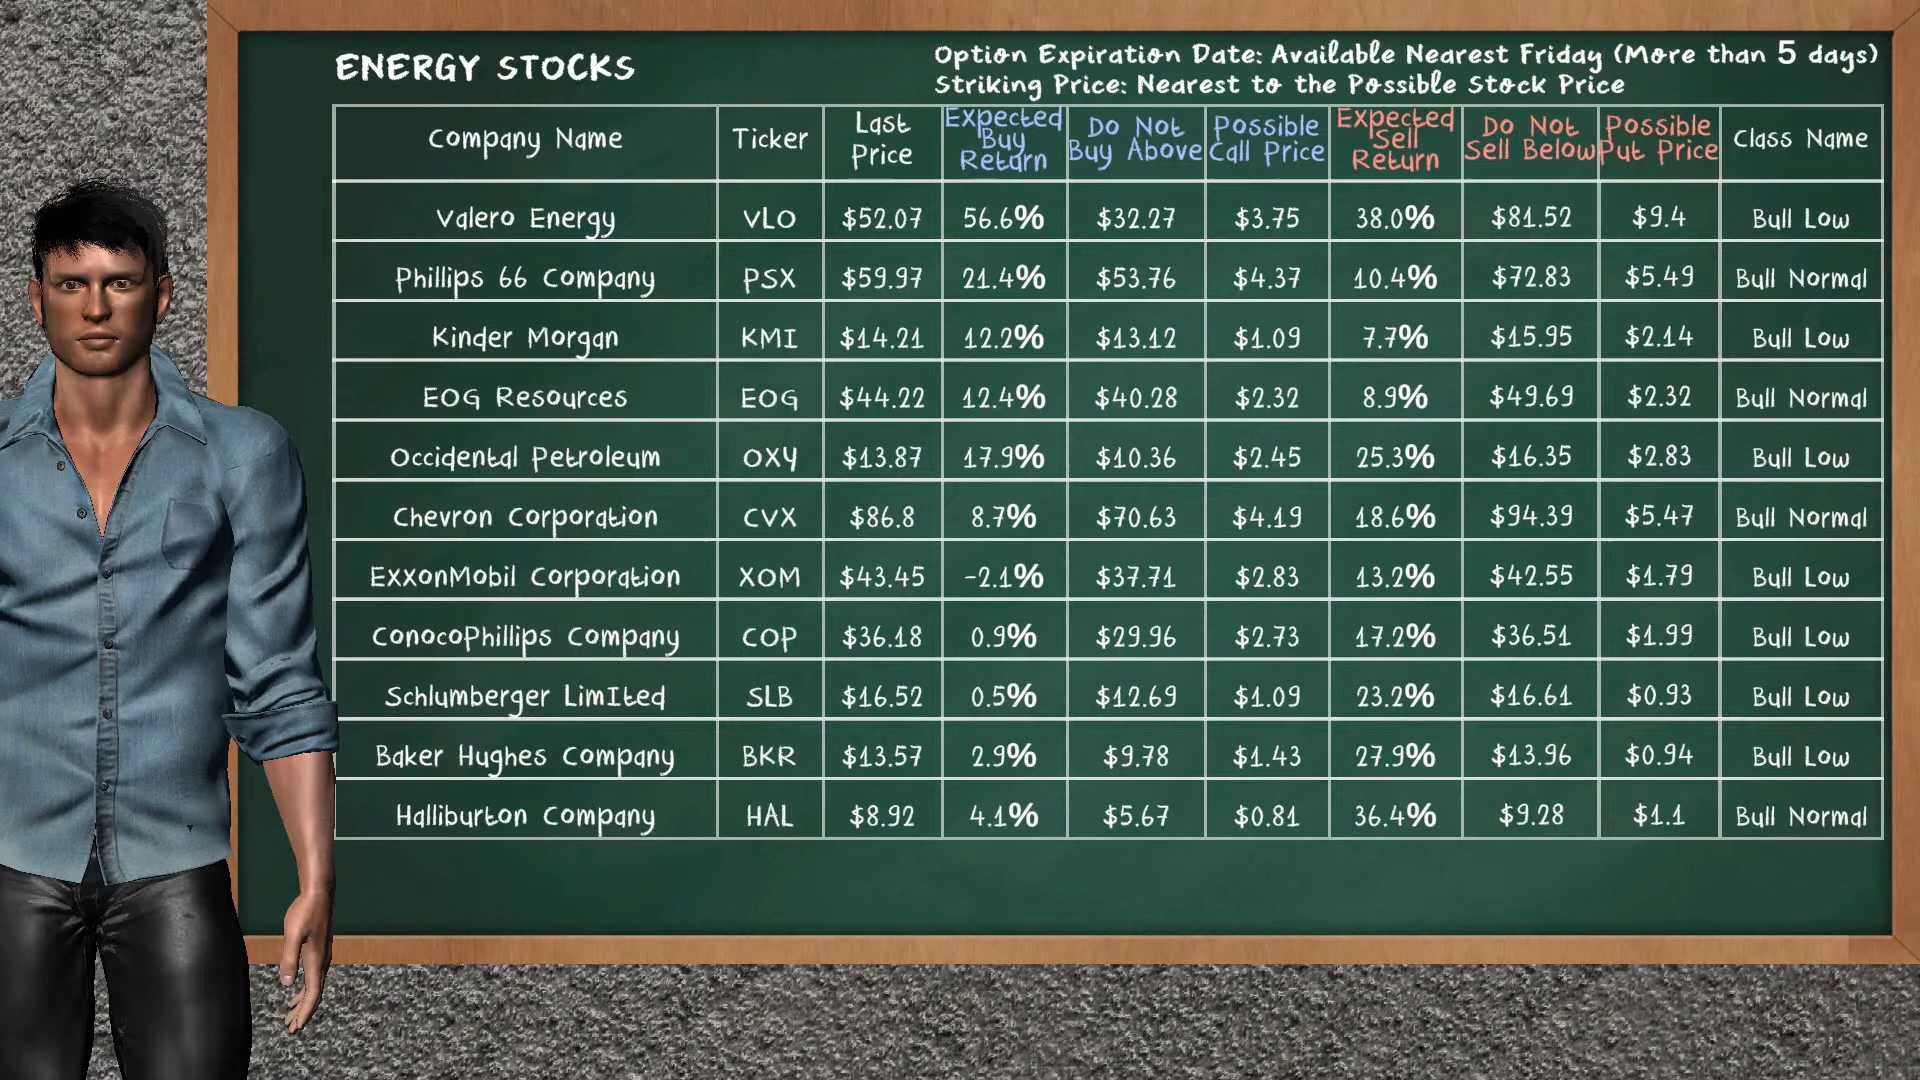 ENERGY STOCKS
Option Expiration Date: Available Nearest Friday (More than 5 days)
Striking Price: Nearest to the Possible Stock Price
Company Name Ticker Last Price Expected Buy Return Do Not Buy Above Possible Call Price Expected Sell Return Do Not Sell Below Possible Put Price Class Name
Valero Energy VLO $52.07 56.6% $32.27 $3.75 38.0% $81.52 $9.4 Bull Low
Phillips 66 Company PSX $59.97 21.4% $53.76 $4.37 10.4% $72.83 $5.49 Bull Normal
Kinder Morgan KMI $14.21 12.2% $13.12 $1.09 7.7% $15.95 $2.14 Bull Low
EOG Resources EOG $44.22 12.4% $40.28 $2.32 8.9% $49.69 $2.32 Bull Normal
Occidental Petroleum OXY $13.87 17.9% $10.36 $2.45 25.3% $16.35 $2.83 Bull Low
Chevron Corporation CVX $86.8 8.7% $70.63 $4.19 18.6% $94.39 $5.47 Bull Normal
ExxonMobil Corporation XOM $43.45 -2.1% $37.71 $2.83 13.2% $42.55 $1.79 Bull Low
ConocoPhillips Company COP $36.18 0.9% $29.96 $2.73 17.2% $36.51 $1.99 Bull Low
Schlumberger LimIted SLB $16.52 0.5% $12.69 $1.09 23.2% $16.61 $0.93 Bull Low
Baker Hughes Company BKR $13.57 2.9% $9.78 $1.43 27.9% $13.96 $0.94 Bull Low
Halliburton Company HAL $8.92 4.1% $5.67 $0.81 36.4% $9.28 $1.1 Bull Normal